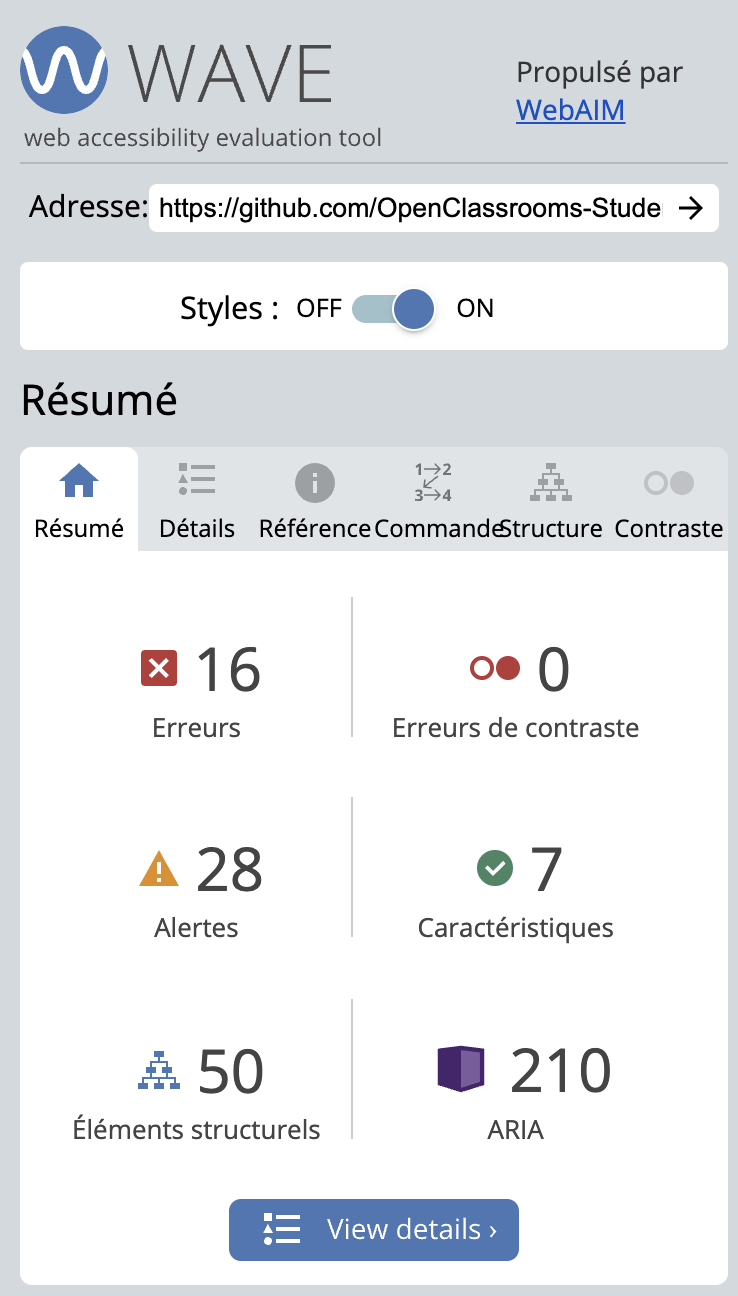 WAVE
web accessibility evaluation tool
Propulsé par
WebAIM
Adresse: https://github.com/OpenClassrooms-Stude
Styles : OFF ON
Résumé
1→2
3→4
Résumé Détails Référence Commande Structure Contraste
16 0
Erreurs Erreurs de contraste
28 7
Alertes Caractéristiques
50 210
Éléments structurels ARIA
View details ›